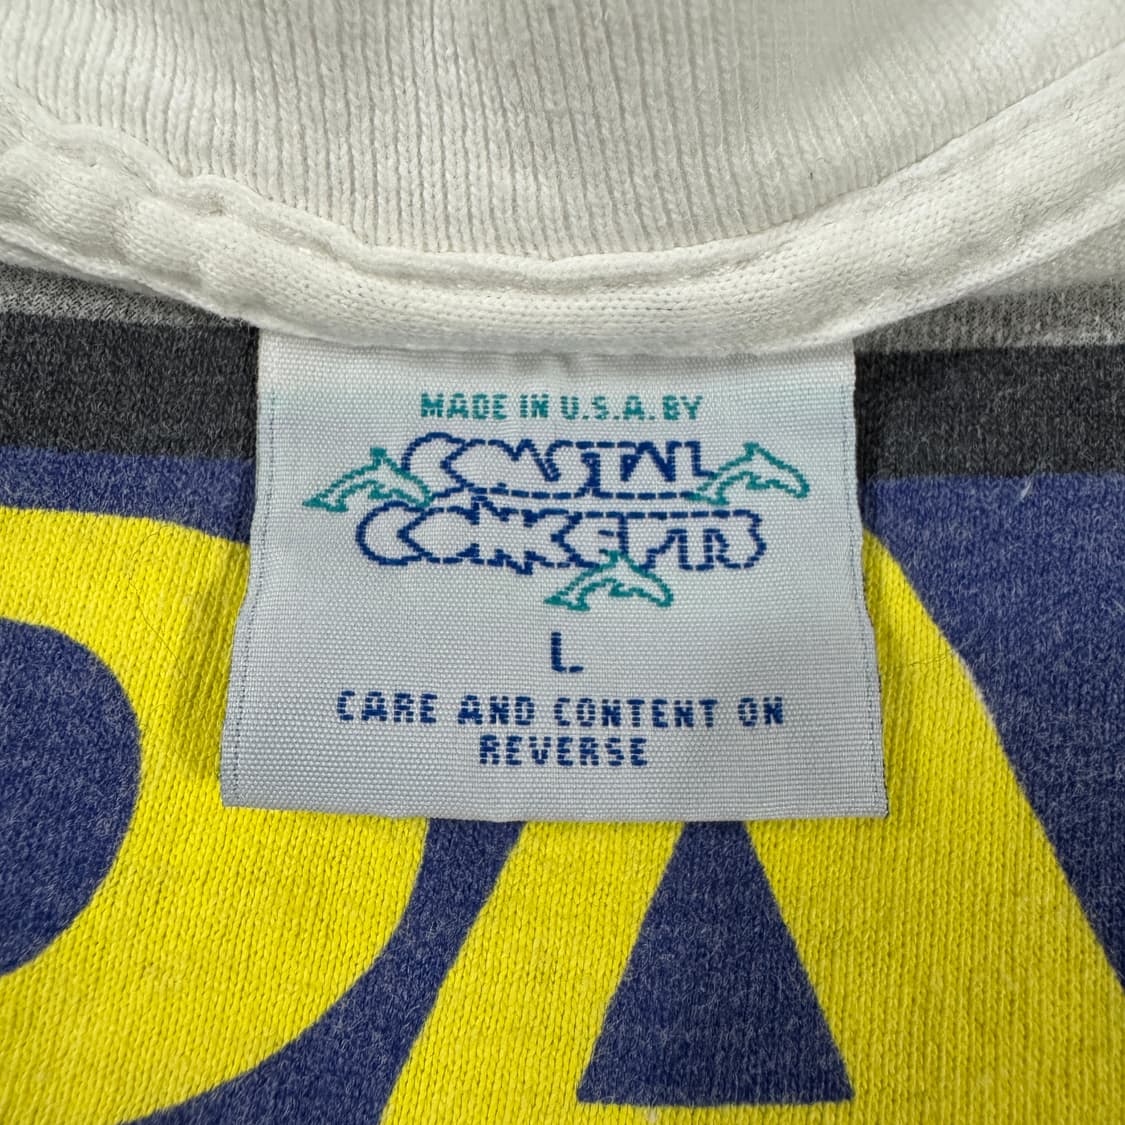 MADE IN U.S.A. BY
COASTAL
CONCEPTS
L
CARE AND CONTENT ON
REVERSE